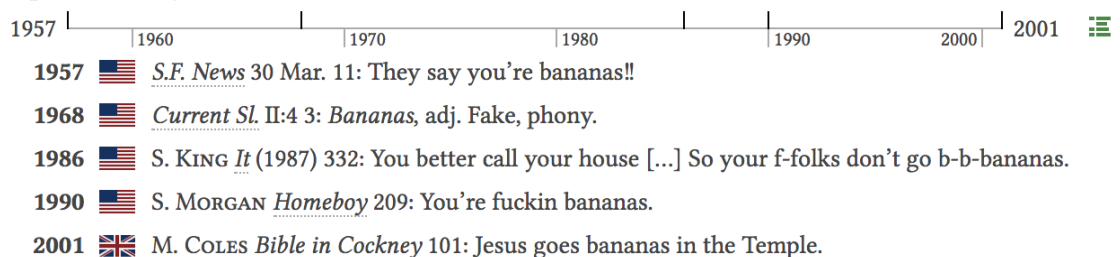 1957 2001
1960 1970 1980 1990 2000
1957 S.F. News 30 Mar. 11: They say you’re bananas!!
1968 Current Sl. II:4 3: Bananas, adj. Fake, phony.
1986 S. King It (1987) 332: You better call your house [...] So your f-folks don’t go b-b-bananas.
1990 S. Morgan Homeboy 209: You’re fuckin bananas.
2001 M. Coles Bible in Cockney 101: Jesus goes bananas in the Temple.